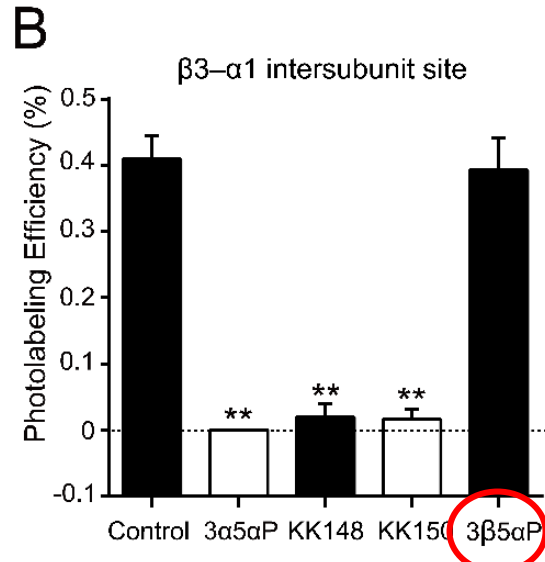 B
β3–α1 intersubunit site
Photolabeling Efficiency (%)
0.5
0.4
0.3
0.2
0.1
0
-0.1
** ** **
Control 3α5αP KK148 KK150 3β5αP